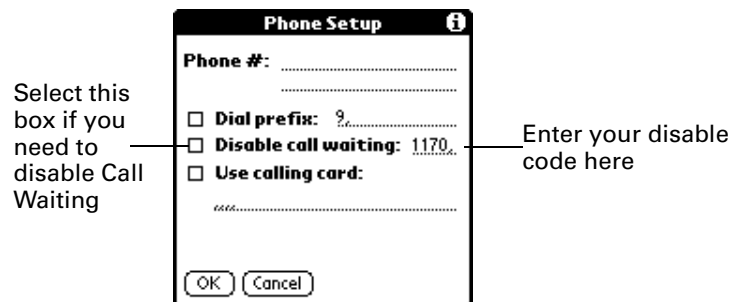 Phone Setup
Phone #:
Select this
box if you
need to
disable Call
Waiting
Dial prefix: 9,
Disable call waiting: 1170,
Use calling card:
,,,,
Enter your disable
code here
OK Cancel